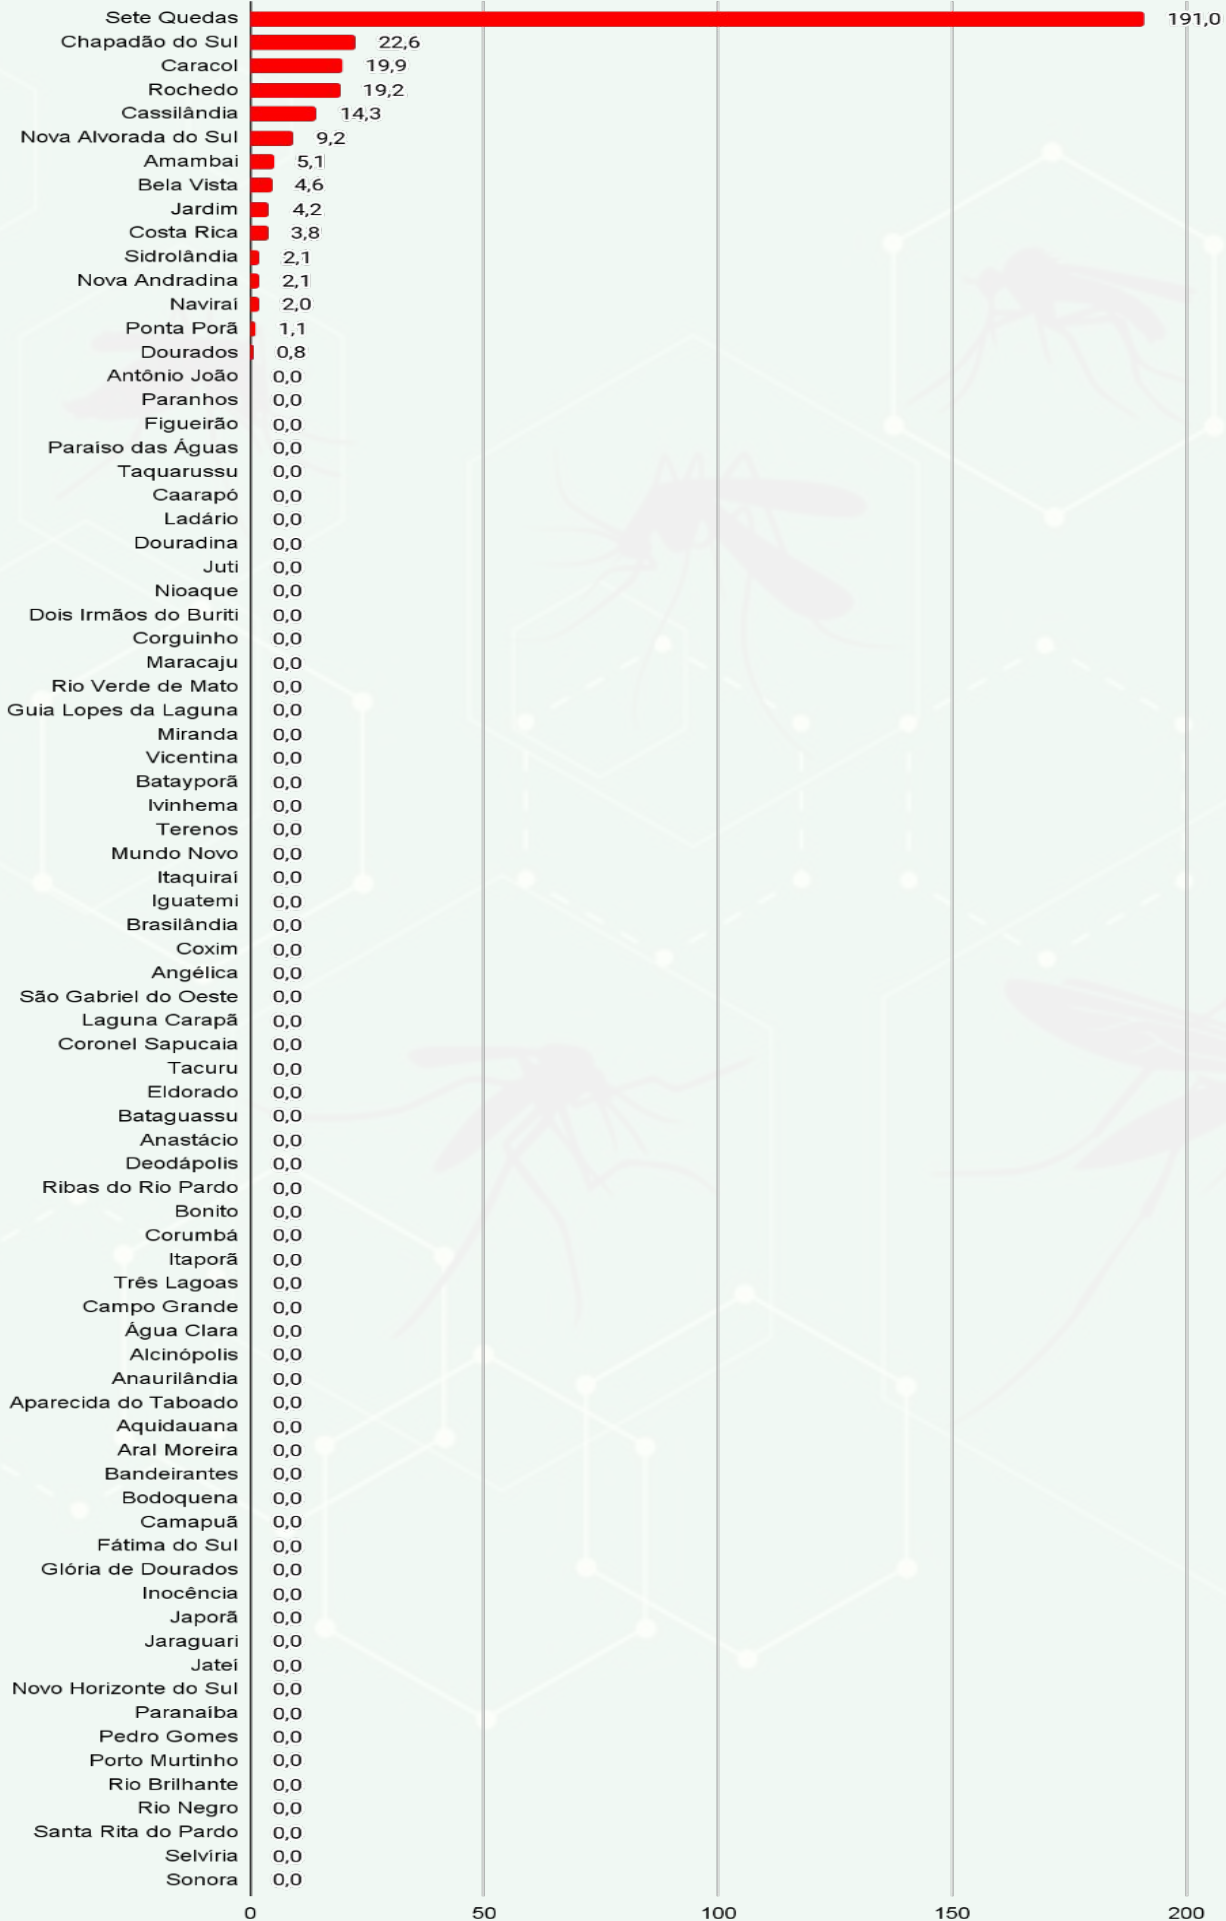 Sete Quedas 191,0
Chapadão do Sul 22,6
Caracol 19,9
Rochedo 19,2
Cassilândia 14,3
Nova Alvorada do Sul 9,2
Amambai 5,1
Bela Vista 4,6
Jardim 4,2
Costa Rica 3,8
Sidrolândia 2,1
Nova Andradina 2,1
Naviraí 2,0
Ponta Porã 1,1
Dourados 0,8
Antônio João 0,0
Paranhos 0,0
Figueirão 0,0
Paraíso das Águas 0,0
Taquarussu 0,0
Caarapó 0,0
Ladário 0,0
Douradina 0,0
Juti 0,0
Nioaque 0,0
Dois Irmãos do Buriti 0,0
Corguinho 0,0
Maracaju 0,0
Rio Verde de Mato 0,0
Guia Lopes da Laguna 0,0
Miranda 0,0
Vicentina 0,0
Batayporã 0,0
Ivinhema 0,0
Terenos 0,0
Mundo Novo 0,0
Itaquiraí 0,0
Iguatemi 0,0
Brasilândia 0,0
Coxim 0,0
Angélica 0,0
São Gabriel do Oeste 0,0
Laguna Carapã 0,0
Coronel Sapucaia 0,0
Tacuru 0,0
Eldorado 0,0
Bataguassu 0,0
Anastácio 0,0
Deodápolis 0,0
Ribas do Rio Pardo 0,0
Bonito 0,0
Corumbá 0,0
Itaporã 0,0
Três Lagoas 0,0
Campo Grande 0,0
Água Clara 0,0
Alcinópolis 0,0
Anaurilândia 0,0
Aparecida do Taboado 0,0
Aquidauana 0,0
Aral Moreira 0,0
Bandeirantes 0,0
Bodoquena 0,0
Camapuã 0,0
Fátima do Sul 0,0
Glória de Dourados 0,0
Inocência 0,0
Japorã 0,0
Jaraguari 0,0
Jateí 0,0
Novo Horizonte do Sul 0,0
Paranaíba 0,0
Pedro Gomes 0,0
Porto Murtinho 0,0
Rio Brilhante 0,0
Rio Negro 0,0
Santa Rita do Pardo 0,0
Selvíria 0,0
Sonora 0,0
0 50 100 150 200